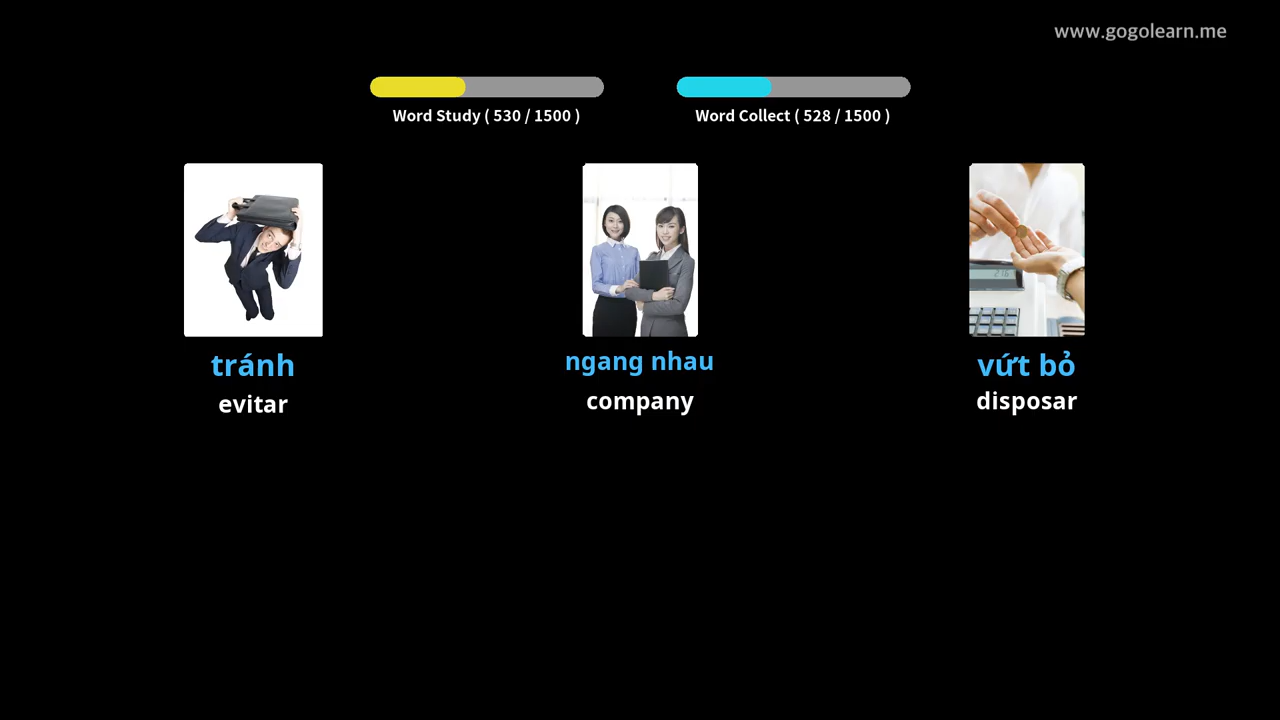 www.gogolearn.me
Word Study ( 530 / 1500 )
Word Collect ( 528 / 1500 )
tránh
evitar
ngang nhau
company
vứt bỏ
disposar